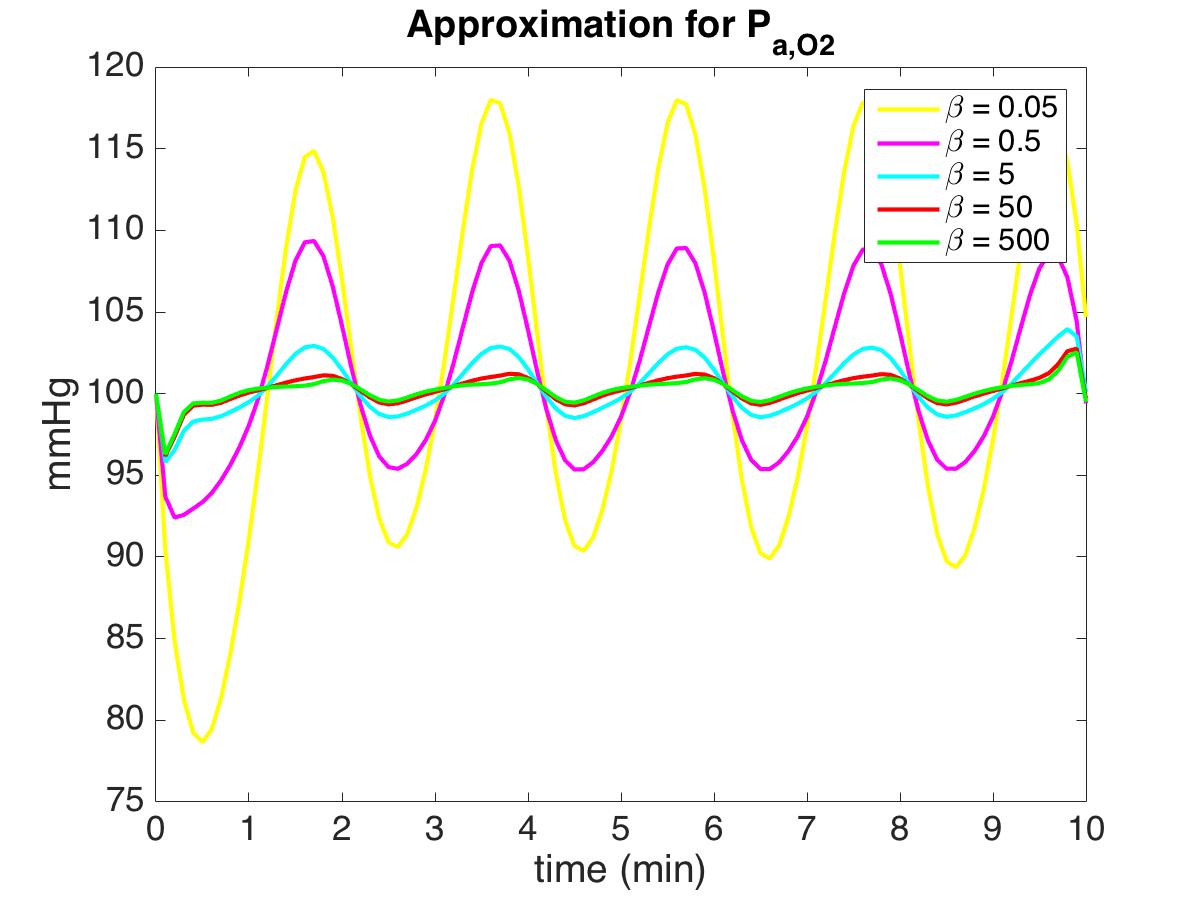 Approximation for P_a,O2
120
115
110
105
100
95
90
85
80
75
mmHg
β = 0.05
β = 0.5
β = 5
β = 50
β = 500
0 1 2 3 4 5 6 7 8 9 10
time (min)